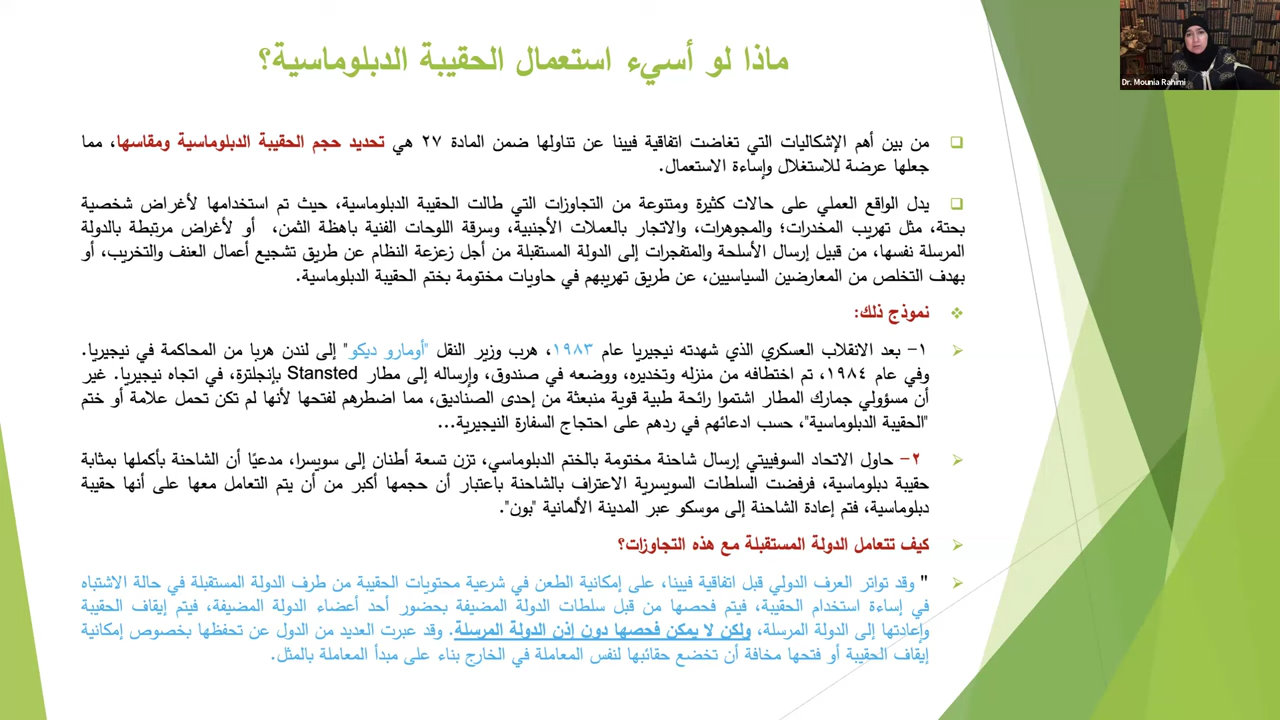 ماذا لو أسيء استعمال الحقيبة الدبلوماسية؟
Dr. Mounia Rahimi
من بين أهم الإشكاليات التي تغاضت اتفاقية فيينا عن تناولها ضمن المادة ٢٧ هي تحديد حجم الحقيبة الدبلوماسية ومقاسها، مما
جعلها عرضة للاستغلال وإساءة الاستعمال.
يدل الواقع العملي على حالات كثيرة ومتنوعة من التجاوزات التي طالت الحقيبة الدبلوماسية، حيث تم استخدامها لأغراض شخصية
بحتة، مثل تهريب المخدرات؛ والمجوهرات، والاتجار بالعملات الأجنبية، وسرقة اللوحات الفنية باهظة الثمن، أو لأغراض مرتبطة بالدولة
المرسلة نفسها، من قبيل إرسال الأسلحة والمتفجرات إلى الدولة المستقبلة من أجل زعزعة النظام عن طريق تشجيع أعمال العنف والتخريب، أو
بهدف التخلص من المعارضين السياسيين، عن طريق تهريبهم في حاويات مختومة بختم الحقيبة الدبلوماسية.
نموذج ذلك:
١- بعد الانقلاب العسكري الذي شهدته نيجيريا عام ١٩٨٣، هرب وزير النقل "أومارو ديكو" إلى لندن هربا من المحاكمة في نيجيريا.
وفي عام ١٩٨٤، تم اختطافه من منزله وتخديره، ووضعه في صندوق، وإرساله إلى مطار Stansted بإنجلترة، في اتجاه نيجيريا. غير
أن مسؤولي جمارك المطار اشتموا رائحة طبية قوية منبعثة من إحدى الصناديق، مما اضطرهم لفتحها لأنها لم تكن تحمل علامة أو ختم
"الحقيبة الدبلوماسية"، حسب ادعائهم في ردهم على احتجاج السفارة النيجيرية...
٢- حاول الاتحاد السوفييتي إرسال شاحنة مختومة بالختم الدبلوماسي، تزن تسعة أطنان إلى سويسرا، مدعيًا أن الشاحنة بأكملها بمثابة
حقيبة دبلوماسية، فرفضت السلطات السويسرية الاعتراف بالشاحنة باعتبار أن حجمها أكبر من أن يتم التعامل معها على أنها حقيبة
دبلوماسية، فتم إعادة الشاحنة إلى موسكو عبر المدينة الألمانية "بون".
كيف تتعامل الدولة المستقبلة مع هذه التجاوزات؟
" وقد تواتر العرف الدولي قبل اتفاقية فيينا، على إمكانية الطعن في شرعية محتويات الحقيبة من طرف الدولة المستقبلة في حالة الاشتباه
في إساءة استخدام الحقيبة، فيتم فحصها من قبل سلطات الدولة المضيفة بحضور أحد أعضاء الدولة المضيفة، فيتم إيقاف الحقيبة
وإعادتها إلى الدولة المرسلة، ولكن لا يمكن فحصها دون إذن الدولة المرسلة. وقد عبرت العديد من الدول عن تحفظها بخصوص إمكانية
إيقاف الحقيبة أو فتحها مخافة أن تخضع حقائبها لنفس المعاملة في الخارج بناء على مبدأ المعاملة بالمثل.